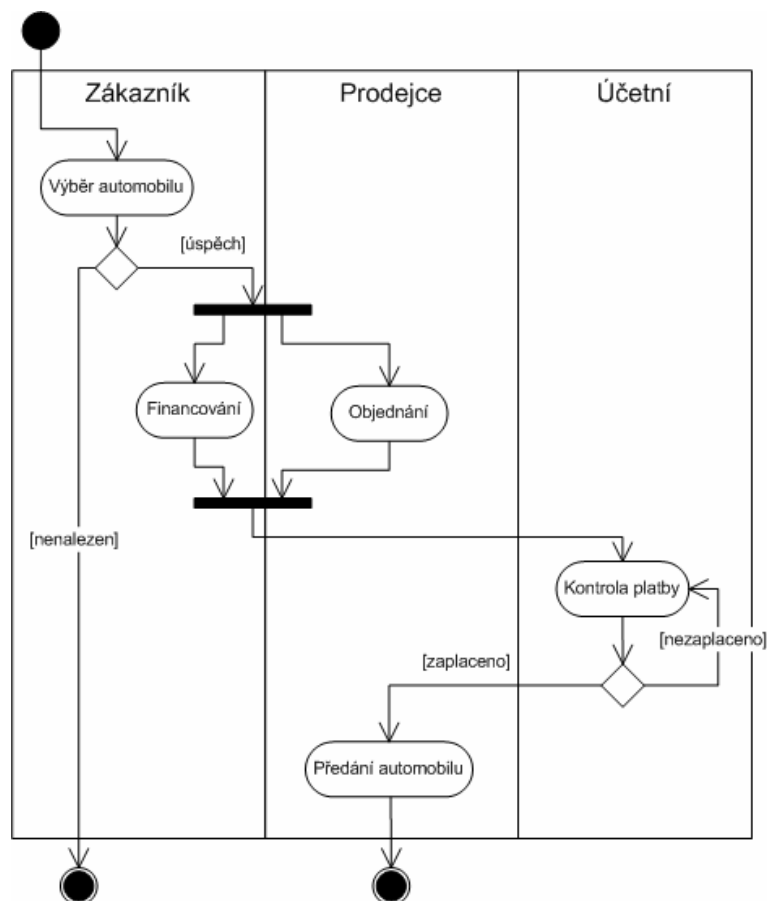 Zákazník
Prodejce
Účetní
Výběr automobilu
[úspěch]
Financování
Objednání
[nenalezen]
Kontrola platby
[nezaplaceno]
[zaplaceno]
Předání automobilu